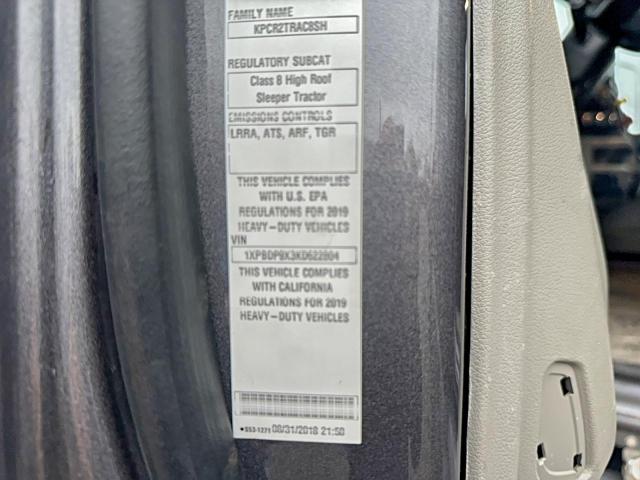 FAMILY NAME
KPCR2TRAC8SH
REGULATORY SUBCAT
Class 8 High Roof
Sleeper Tractor
EMISSIONS CONTROLS
LRRA, ATS, ARF, TGR
THIS VEHICLE COMPLIES
WITH U.S. EPA
REGULATIONS FOR 2019
HEAVY-DUTY VEHICLES
VIN
1XPBDP9X3KD622804
THIS VEHICLE COMPLIES
WITH CALIFORNIA
REGULATIONS FOR 2019
HEAVY-DUTY VEHICLES
S53-1271 08/31/2018 21:50